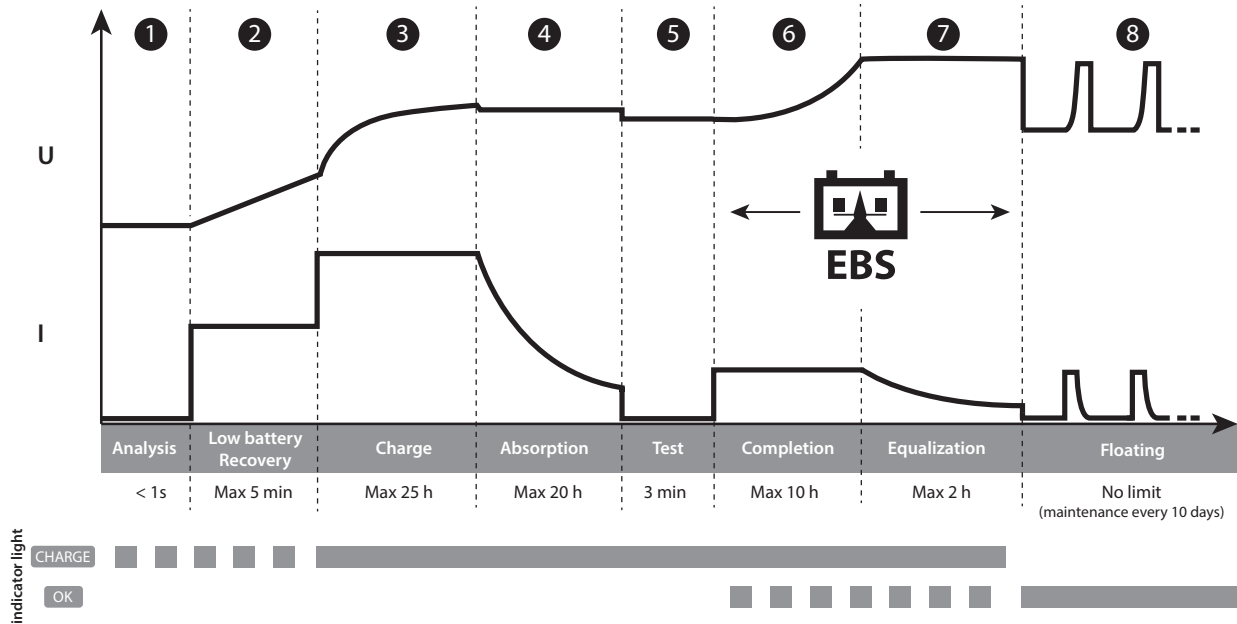 1 2 3 4 5 6 7 8
U
EBS
I
Analysis
Low battery
Recovery
Charge
Absorption
Test
Completion
Equalization
Floating
< 1s
Max 5 min
Max 25 h
Max 20 h
3 min
Max 10 h
Max 2 h
No limit
(maintenance every 10 days)
indicator light
CHARGE
OK